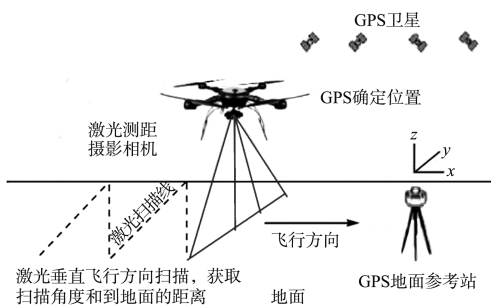 GPS卫星
GPS确定位置
激光测距
摄影相机
z
y
x
激光扫描线
飞行方向
激光垂直飞行方向扫描，获取
扫描角度和到地面的距离
地面
GPS地面参考站